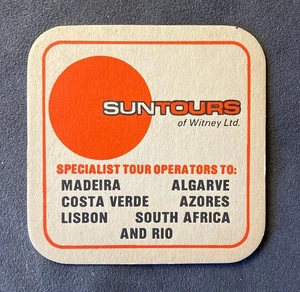 SUNTOURS
of Witney Ltd.
SPECIALIST TOUR OPERATORS TO:
MADEIRA ALGARVE
COSTA VERDE AZORES
LISBON SOUTH AFRICA
AND RIO